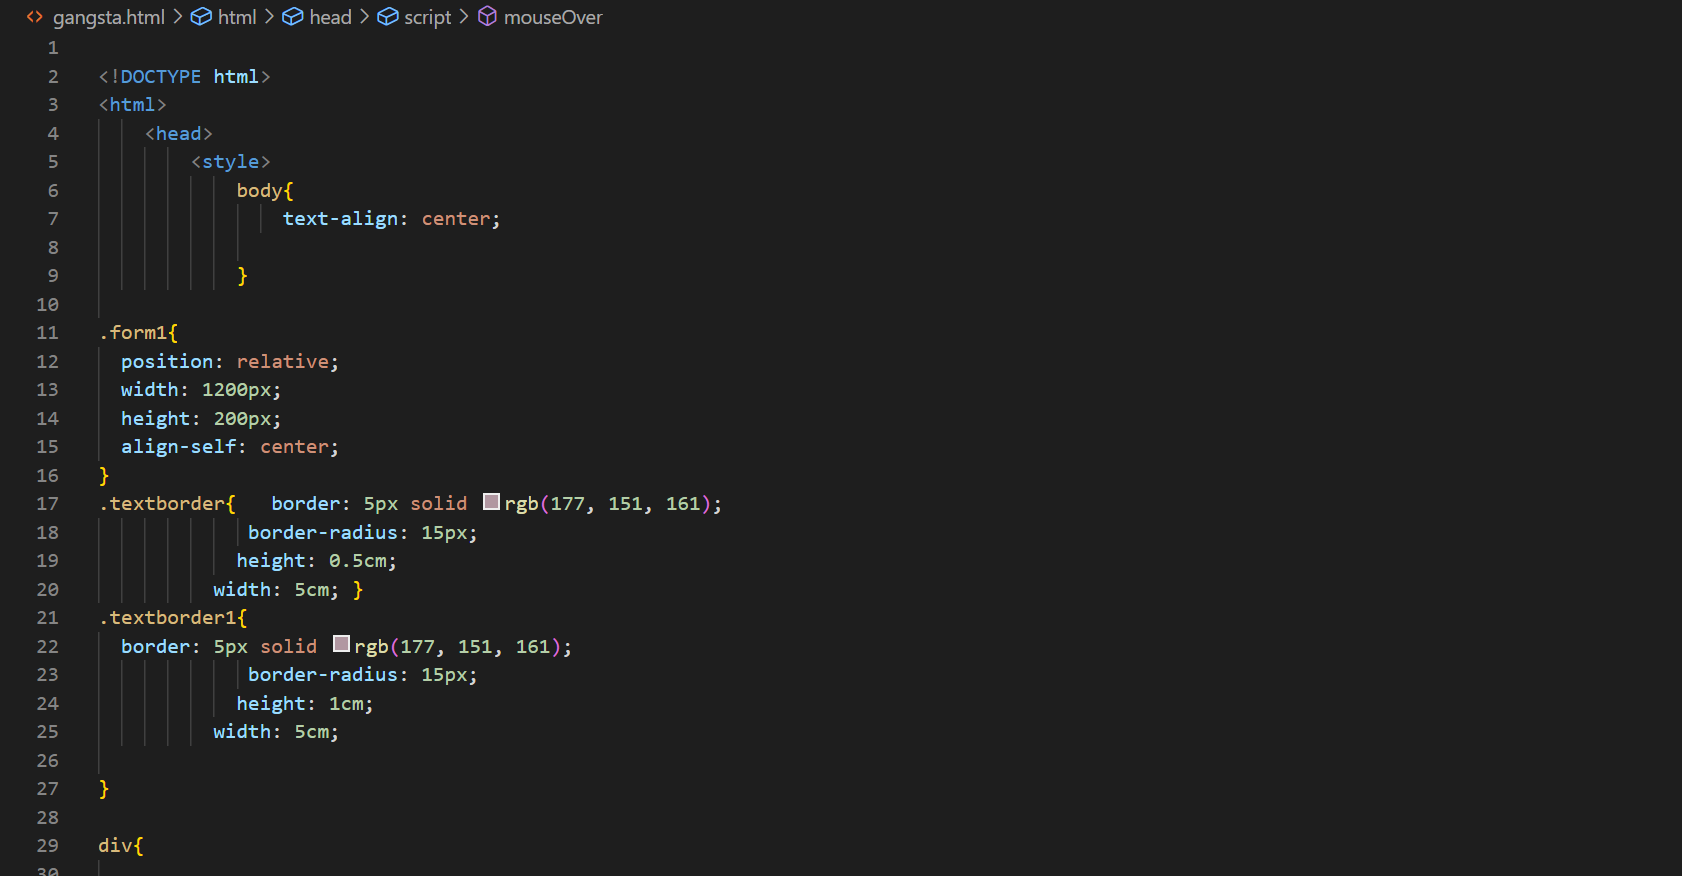 gangsta.html > html > head > script > mouseOver
1
2 <!DOCTYPE html>
3 <html>
4 <head>
5 <style>
6 body{
7 text-align: center;
8
9 }
10
11 .form1{
12 position: relative;
13 width: 1200px;
14 height: 200px;
15 align-self: center;
16 }
17 .textborder{ border: 5px solid rgb(177, 151, 161);
18 border-radius: 15px;
19 height: 0.5cm;
20 width: 5cm; }
21 .textborder1{
22 border: 5px solid rgb(177, 151, 161);
23 border-radius: 15px;
24 height: 1cm;
25 width: 5cm;
26
27 }
28
29 div{
30